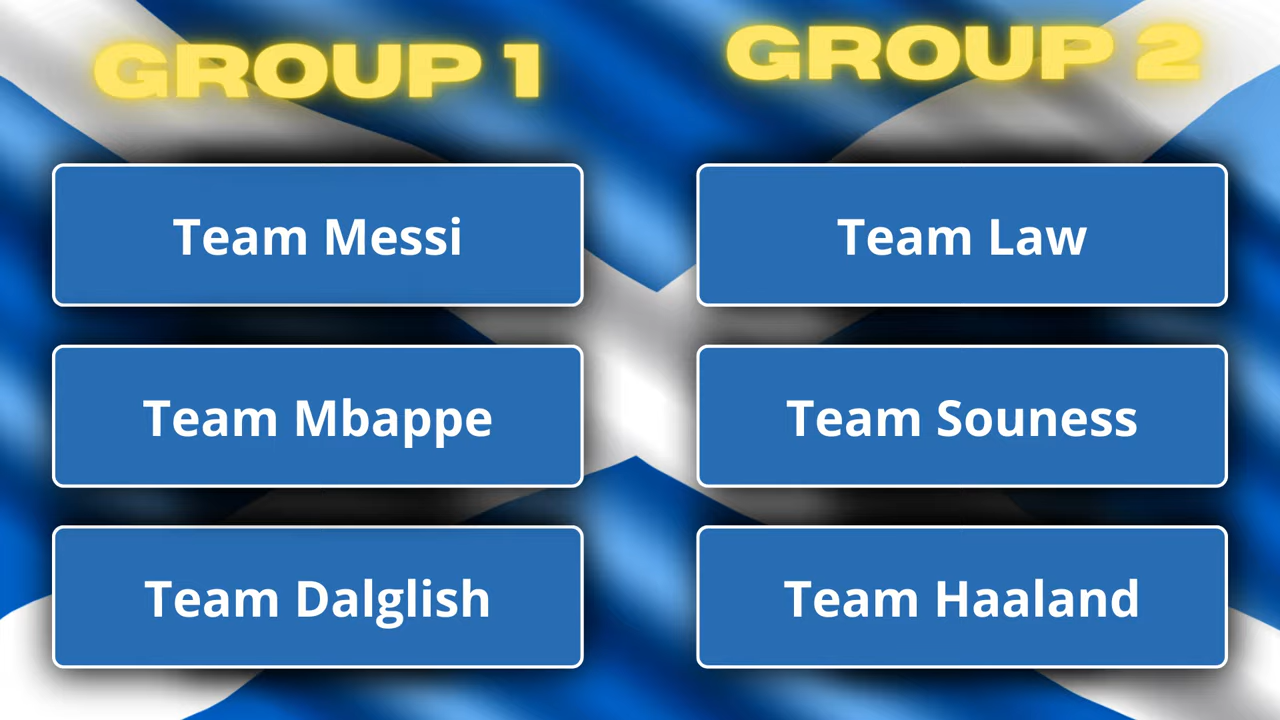 GROUP 1
Team Messi
Team Mbappe
Team Dalglish
GROUP 2
Team Law
Team Souness
Team Haaland